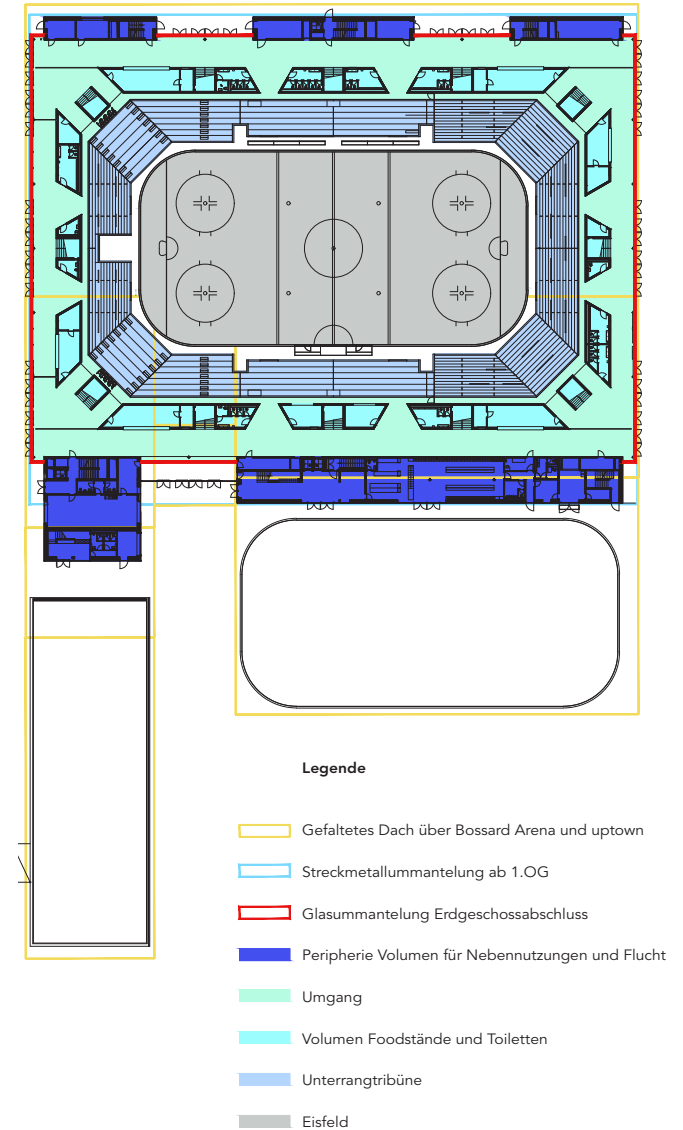 Legende
Gefaltetes Dach über Bossard Arena und uptown
Streckmetallummantelung ab 1.OG
Glasummantelung Erdgeschossabschluss
Peripherie Volumen für Nebennutzungen und Flucht
Umgang
Volumen Foodstände und Toiletten
Unterrangtribüne
Eisfeld